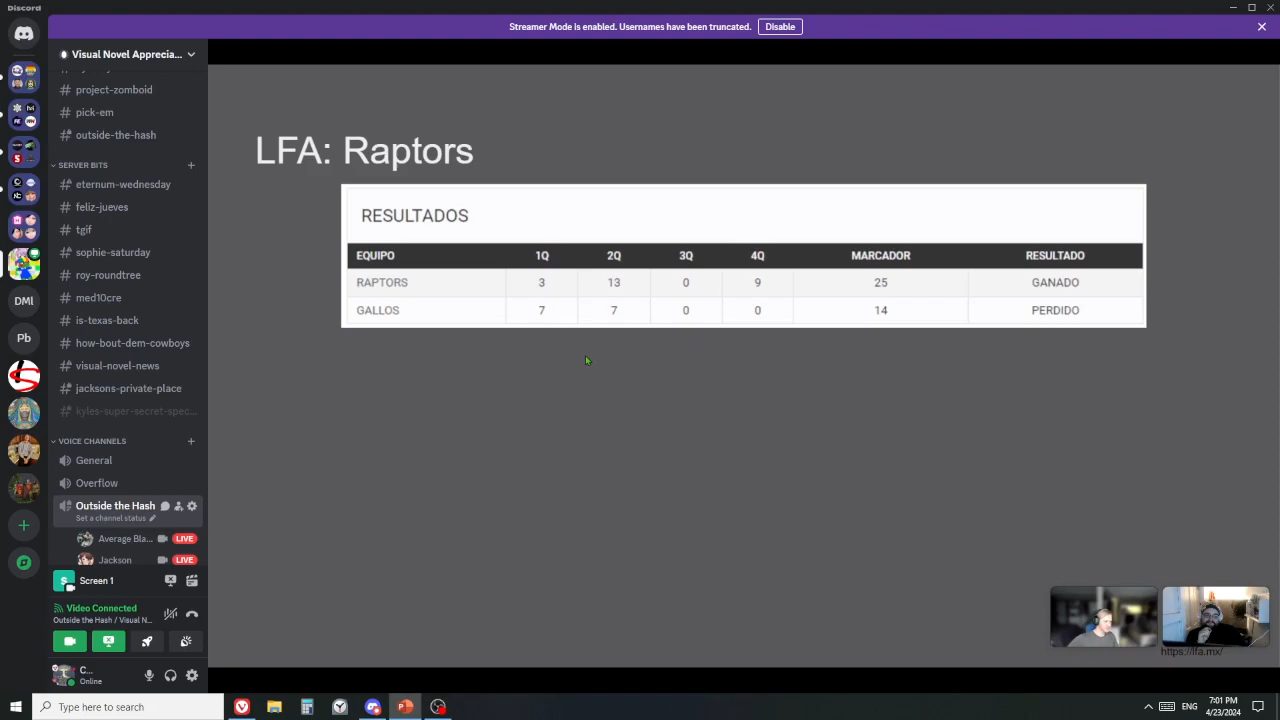 Discord
Streamer Mode is enabled. Usernames have been truncated. Disable
Visual Novel Apprecia...
project-zomboid
pick-em
outside-the-hash
SERVER BITS
eternum-wednesday
feliz-jueves
tgif
sophie-saturday
roy-roundtree
med10cre
is-texas-back
how-bout-dem-cowboys
visual-novel-news
jacksons-private-place
kyles-super-secret-spec...
VOICE CHANNELS
General
Overflow
Outside the Hash
Set a channel status
Average Bla... LIVE
Jackson LIVE
Screen 1
Video Connected
Outside the Hash / Visual N...
C...
Online
DMI
Pb
LFA: Raptors
RESULTADOS
EQUIPO 1Q 2Q 3Q 4Q MARCADOR RESULTADO
RAPTORS 3 13 0 9 25 GANADO
GALLOS 7 7 0 0 14 PERDIDO
https://lfa.mx/
Type here to search
ENG
7:01 PM
4/23/2024